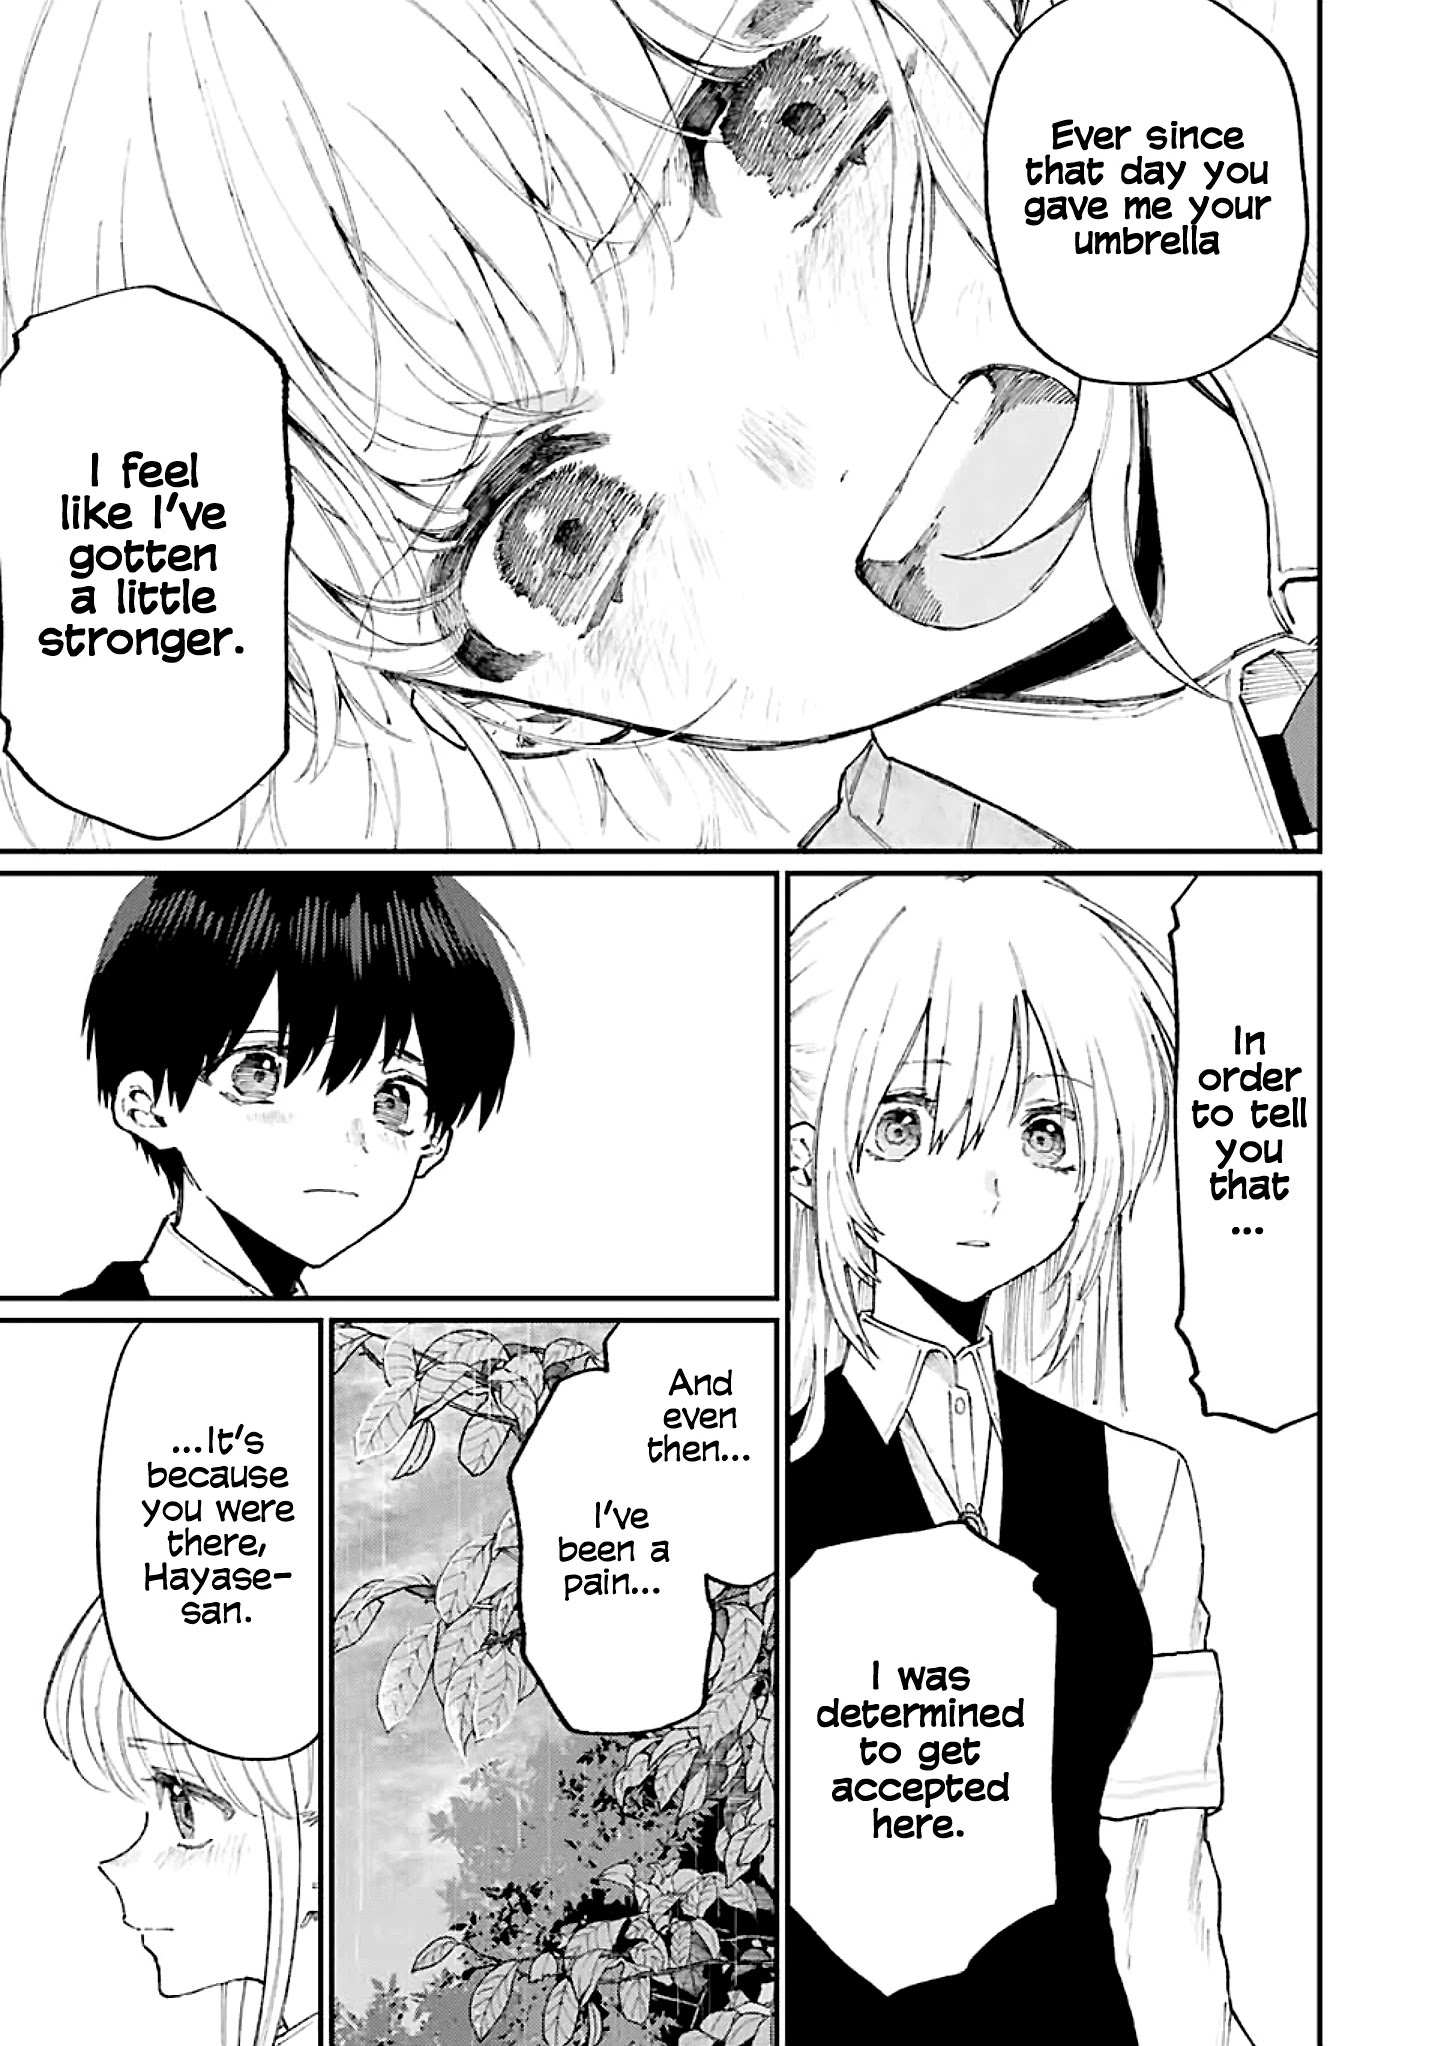 Ever since
that day you
gave me your
umbrella
I feel
like I've
gotten
a little
stronger.
In
order
to tell
you
that
...
I was
determined
to get
accepted
here.
And
even
then...
I've
been a
pain...
...It's
because
you were
there,
Hayase-
san.